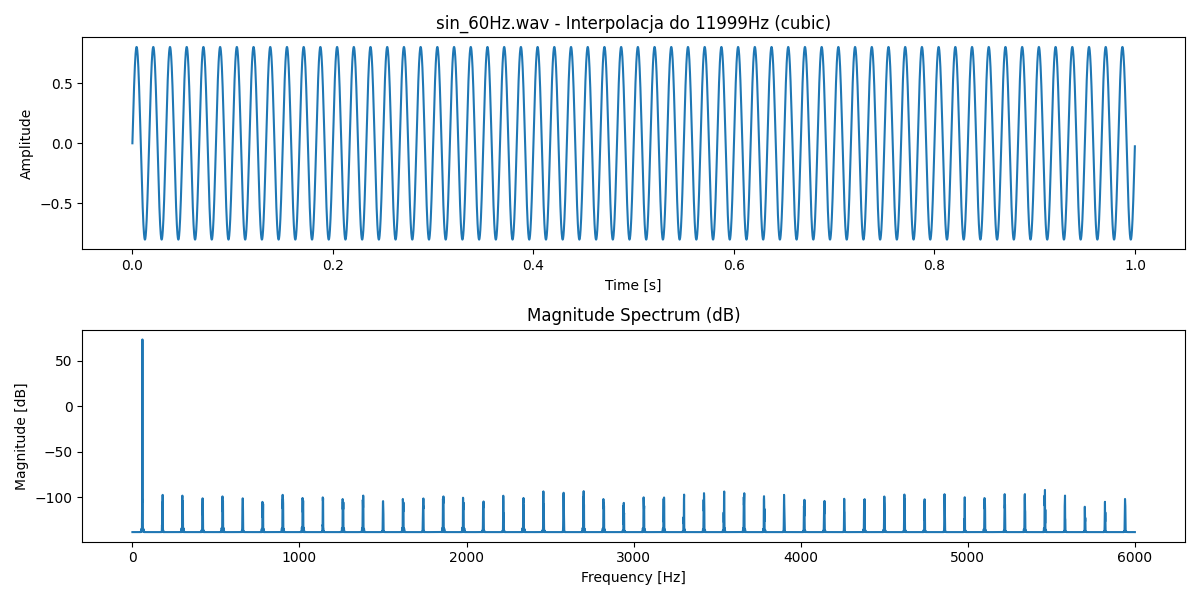 sin_60Hz.wav - Interpolacja do 11999Hz (cubic)
0.5
0.0
−0.5
Amplitude
0.0 0.2 0.4 0.6 0.8 1.0
Time [s]
Magnitude Spectrum (dB)
50
0
−50
−100
Magnitude [dB]
0 1000 2000 3000 4000 5000 6000
Frequency [Hz]